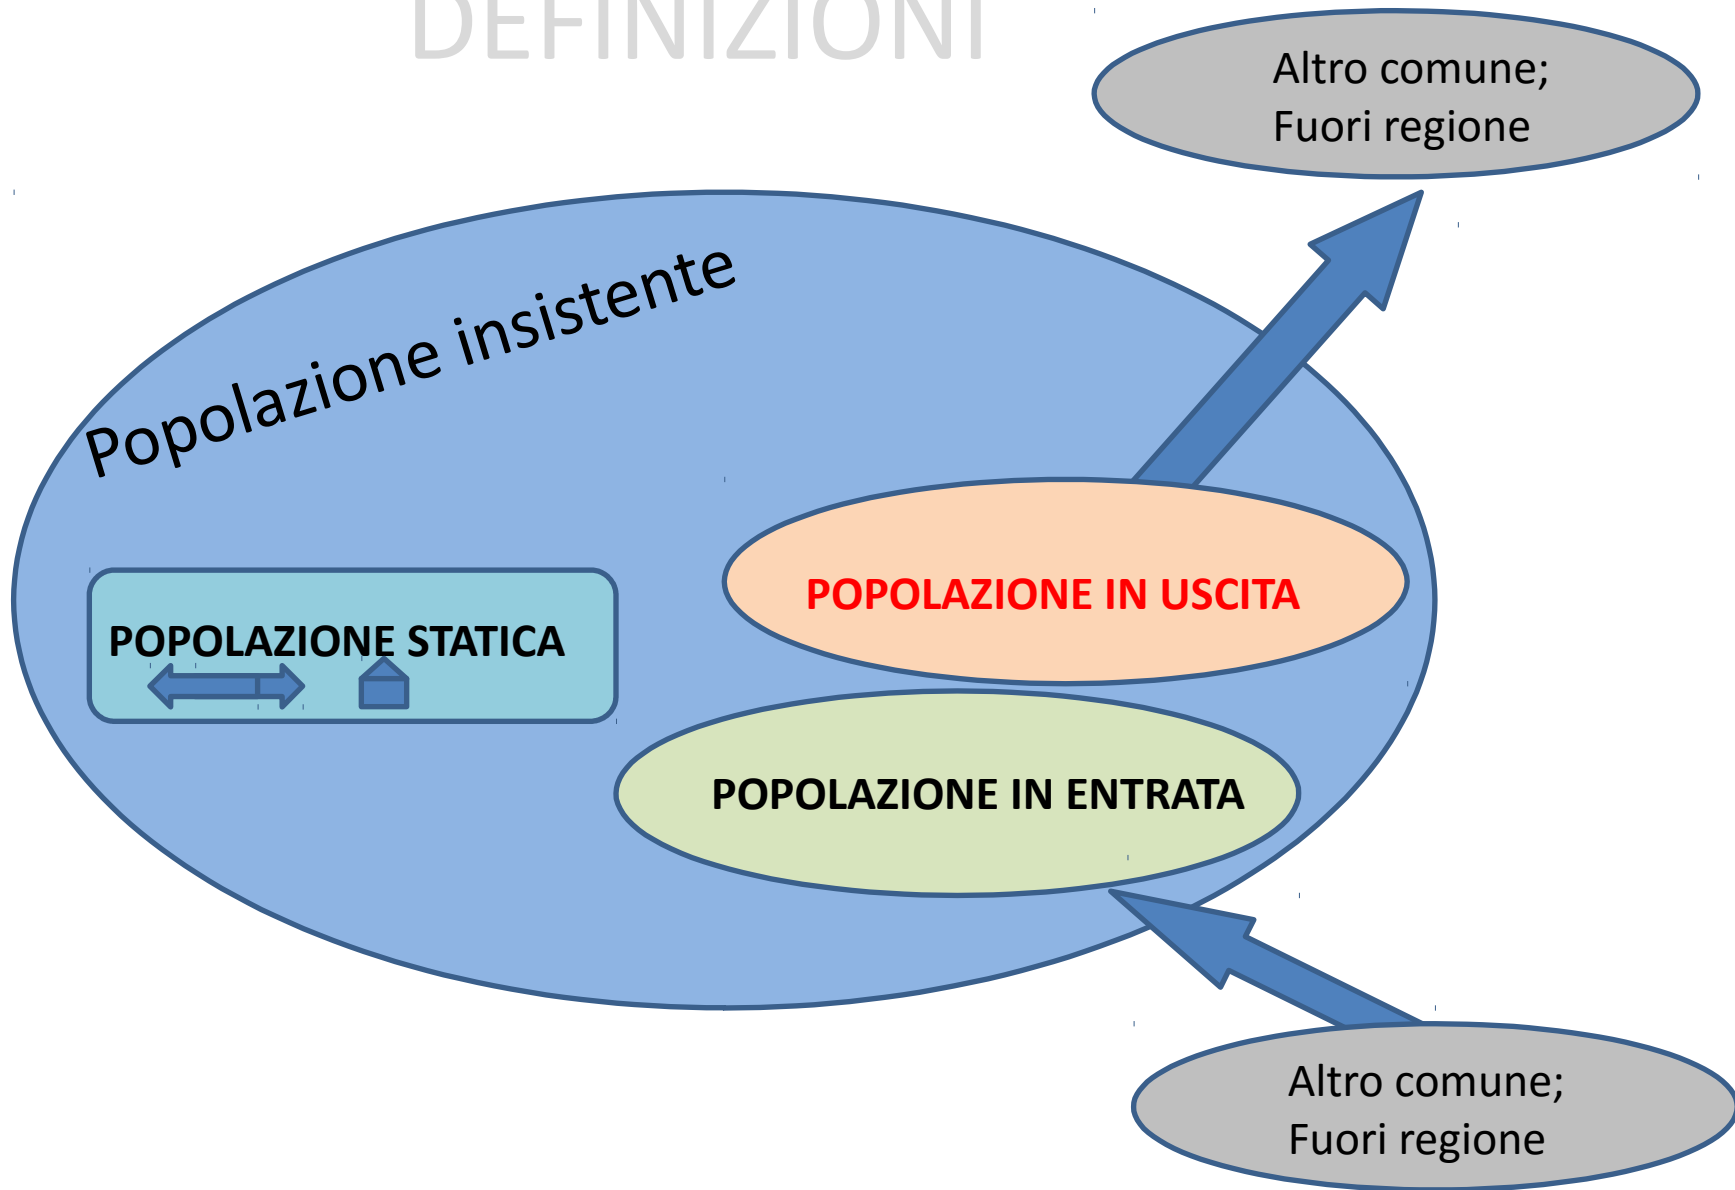 DEFINIZIONI
Altro comune;
Fuori regione
Popolazione insistente
POPOLAZIONE IN USCITA
POPOLAZIONE STATICA
POPOLAZIONE IN ENTRATA
Altro comune;
Fuori regione